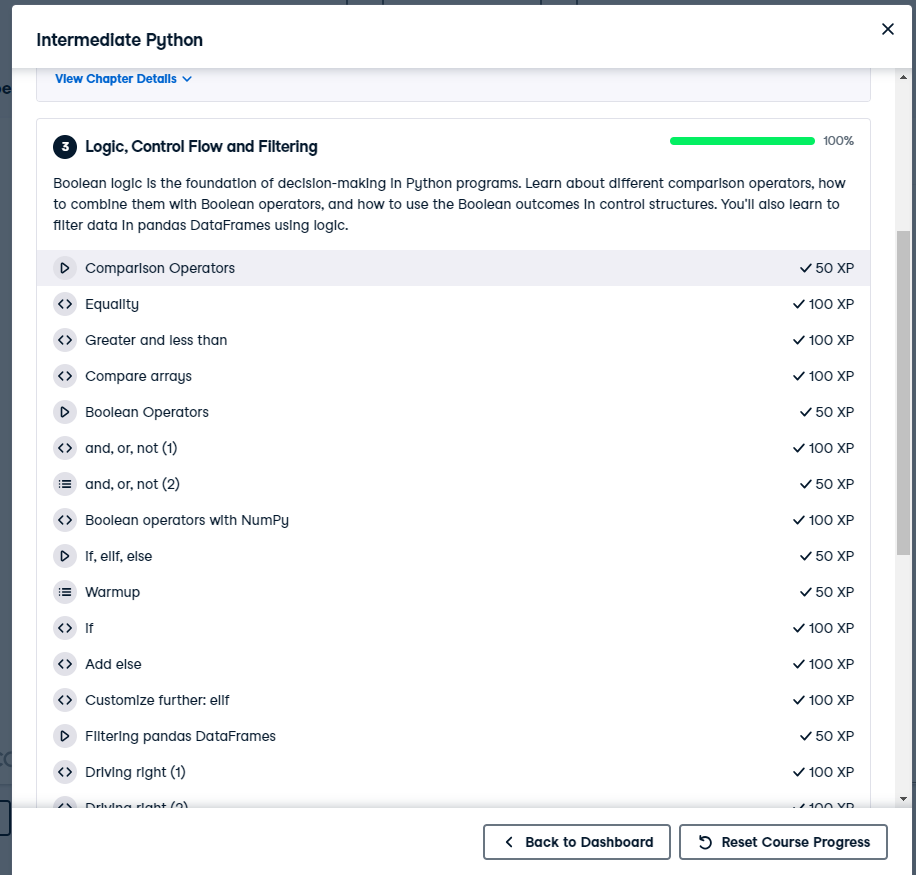 Intermediate Python
View Chapter Details
3 Logic, Control Flow and Filtering 100%
Boolean logic is the foundation of decision-making in Python programs. Learn about different comparison operators, how
to combine them with Boolean operators, and how to use the Boolean outcomes in control structures. You'll also learn to
filter data in pandas DataFrames using logic.
Comparison Operators 50 XP
Equality 100 XP
Greater and less than 100 XP
Compare arrays 100 XP
Boolean Operators 50 XP
and, or, not (1) 100 XP
and, or, not (2) 50 XP
Boolean operators with NumPy 100 XP
if, elif, else 50 XP
Warmup 50 XP
if 100 XP
Add else 100 XP
Customize further: elif 100 XP
Filtering pandas DataFrames 50 XP
Driving right (1) 100 XP
Driving right (2) 100 XP
Back to Dashboard
Reset Course Progress